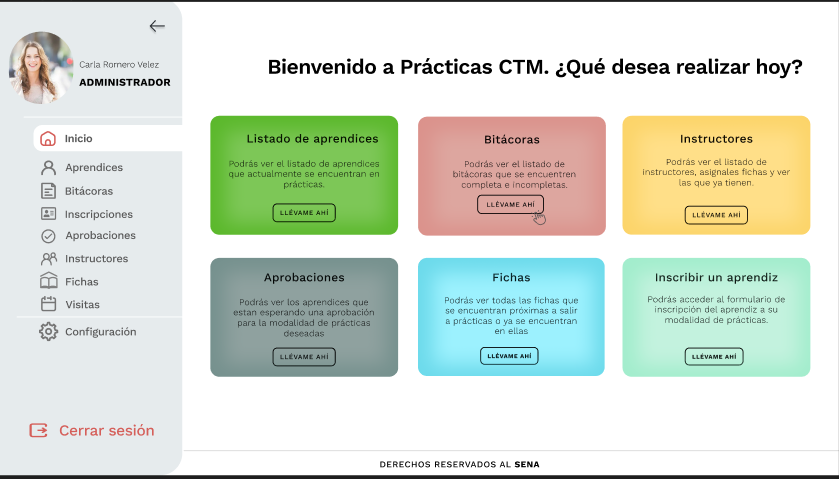 Carla Romero Velez
ADMINISTRADOR
Inicio
Aprendices
Bitácoras
Inscripciones
Aprobaciones
Instructores
Fichas
Visitas
Configuración
Cerrar sesión
Bienvenido a Prácticas CTM. ¿Qué desea realizar hoy?
Listado de aprendices
Podrás ver el listado de aprendices
que actualmente se encuentran en
prácticas.
LLÉVAME AHÍ
Bitácoras
Podrás ver el listado de
bitácoras que se encuentren
completa e incompletas.
LLÉVAME AHÍ
Instructores
Podrás ver el listado de
instructores, asignales fichas y ver
las que ya tienen.
LLÉVAME AHÍ
Aprobaciones
Podrás ver los aprendices que
estan esperando una aprobación
para la modalidad de prácticas
deseadas
LLÉVAME AHÍ
Fichas
Podrás ver todas las fichas que
se encuentran próximas a salir
a prácticas o ya se encuentran
en ellas
LLÉVAME AHÍ
Inscribir un aprendiz
Podrás acceder al formulario de
inscripción del aprendiz a su
modalidad de prácticas.
LLÉVAME AHÍ
DERECHOS RESERVADOS AL SENA